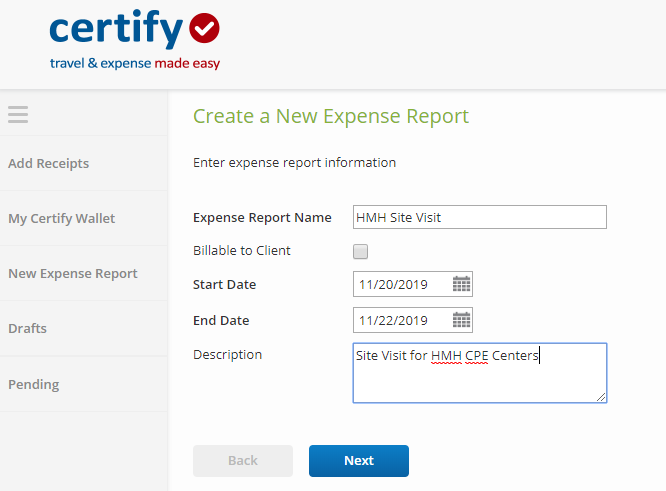 certify
travel & expense made easy
Create a New Expense Report
Enter expense report information
Add Receipts
My Certify Wallet
New Expense Report
Drafts
Pending
Expense Report Name HMH Site Visit
Billable to Client
Start Date 11/20/2019
End Date 11/22/2019
Description Site Visit for HMH CPE Centers
Back Next